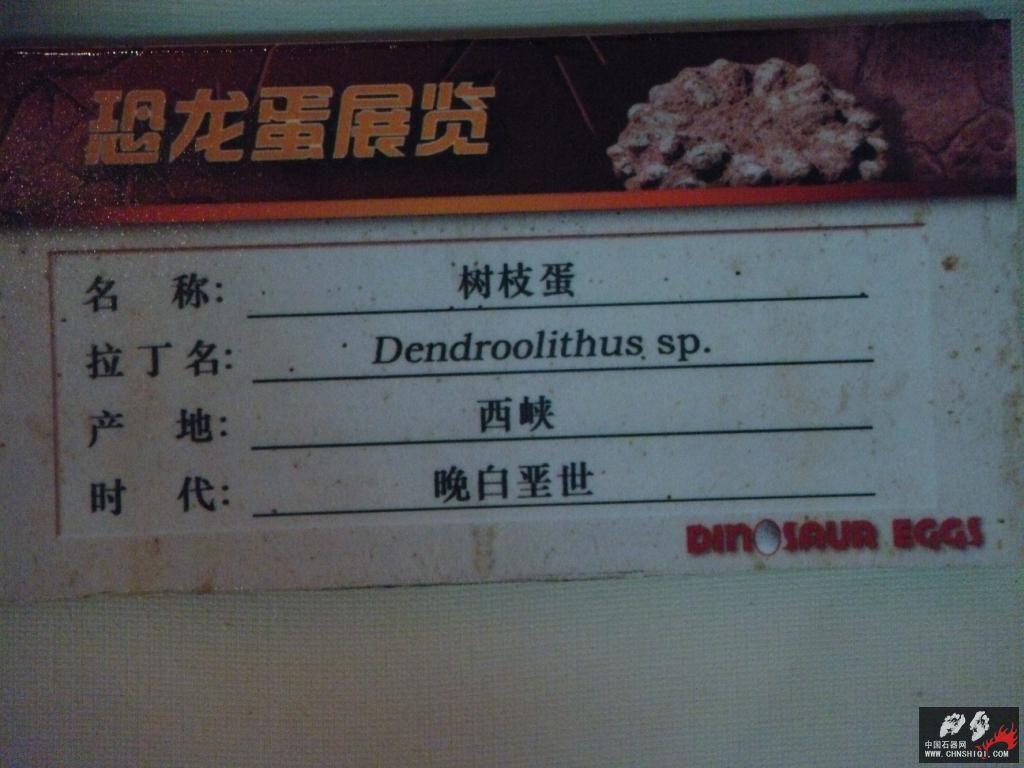 恐龙蛋展览
名 称: 树枝蛋
拉丁名: Dendroolithus sp.
产 地: 西峡
时 代: 晚白垩世
DINOSAUR EGGS
中国石器网
WWW.CHNSHIQI.COM